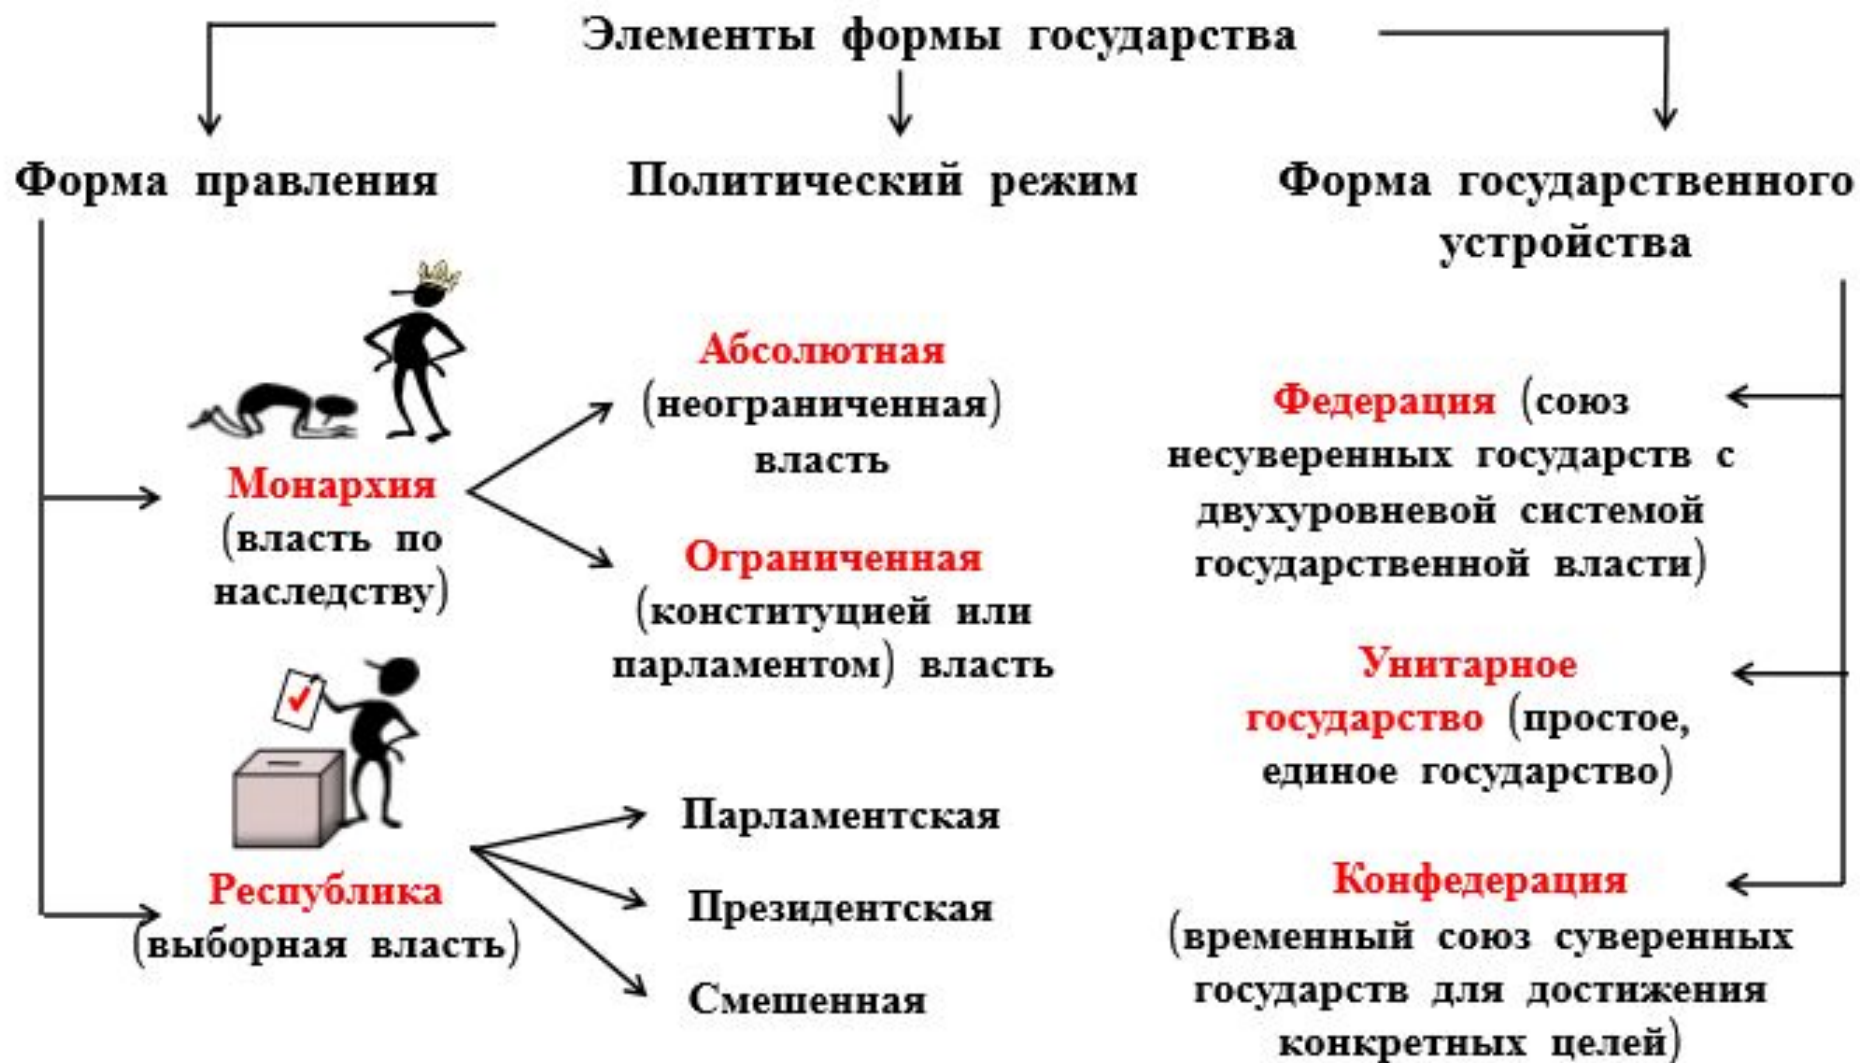 Элементы формы государства
Форма правления
Политический режим
Форма государственного
устройства
Монархия
(власть по
наследству)
Абсолютная
(неограниченная)
власть
Ограниченная
(конституцией или
парламентом) власть
Республика
(выборная власть)
Парламентская
Президентская
Смешенная
Федерация (союз
несуверенных государств с
двухуровневой системой
государственной власти)
Унитарное
государство (простое,
единое государство)
Конфедерация
(временный союз суверенных
государств для достижения
конкретных целей)